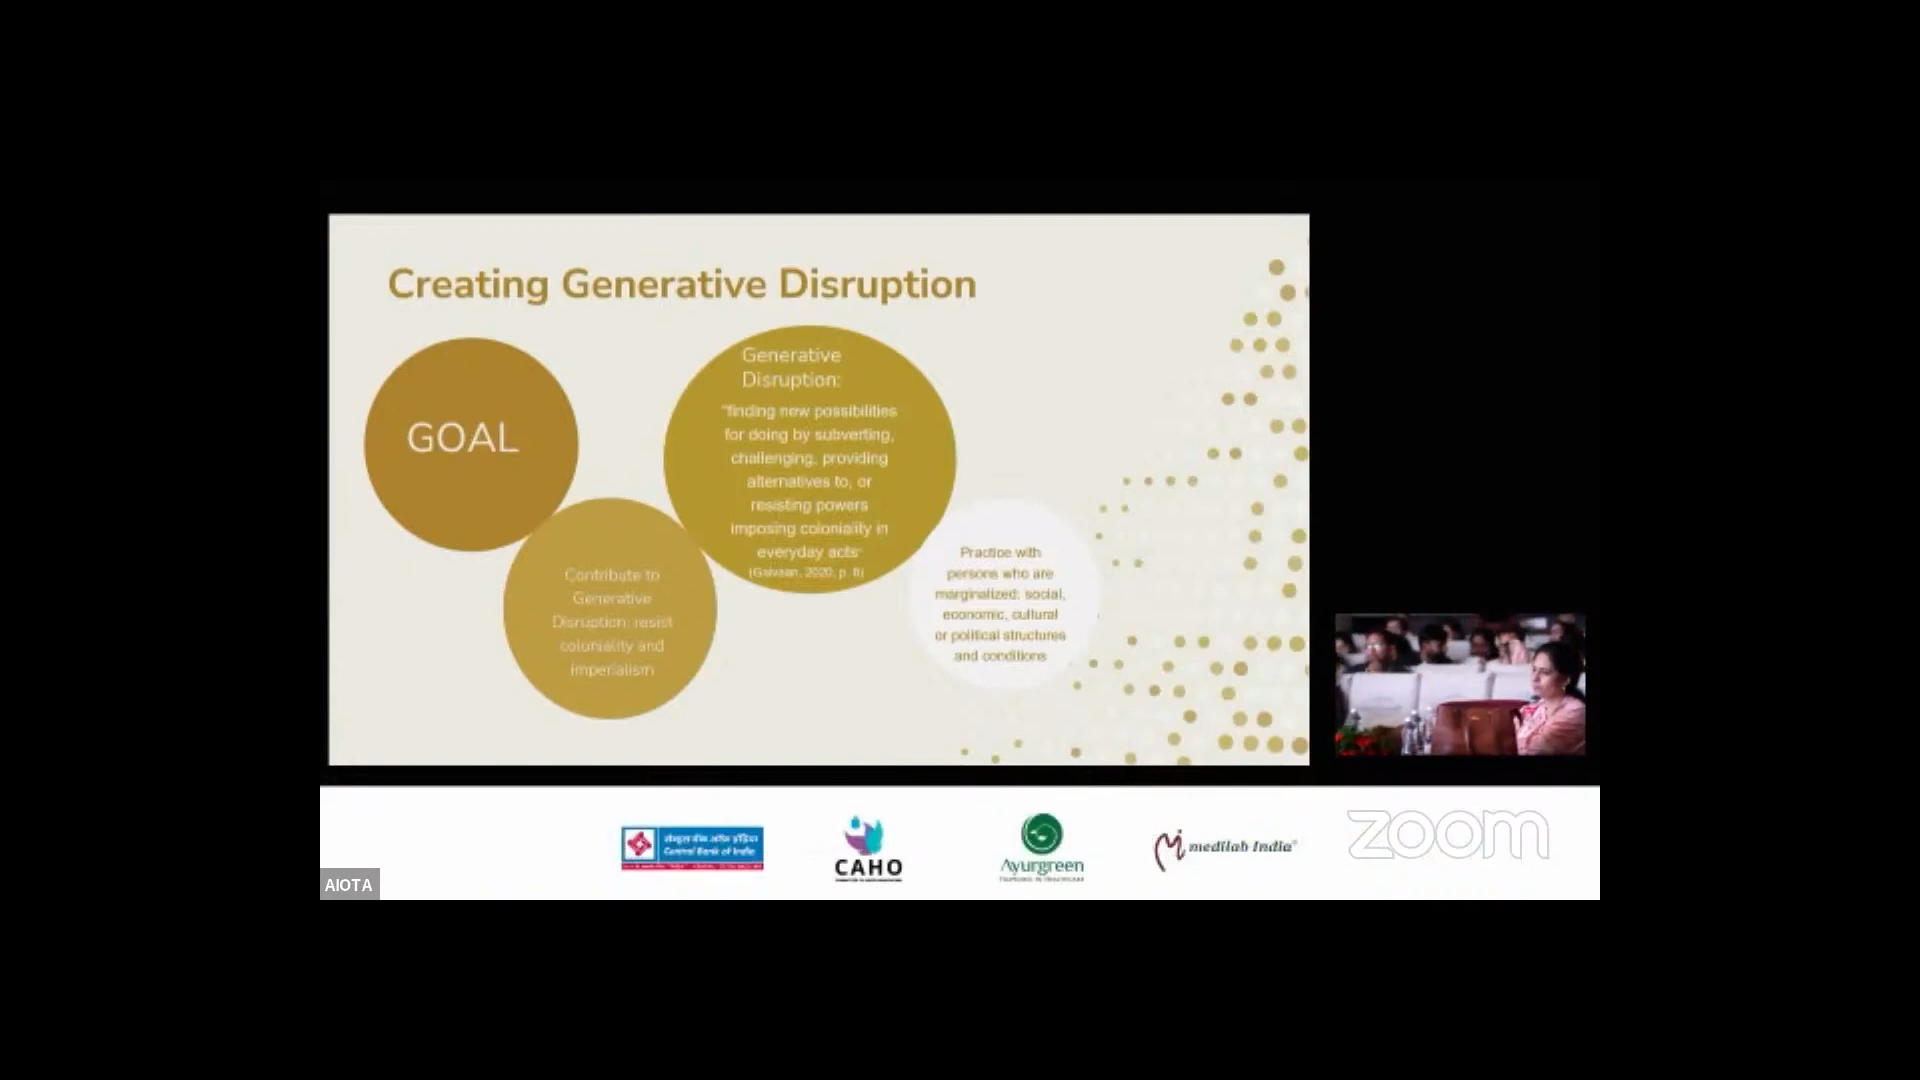 Creating Generative Disruption
GOAL
Contribute to
Generative
Disruption: resist
coloniality and
imperialism
Generative
Disruption:
"finding new possibilities
for doing by subverting,
challenging, providing
alternatives to, or
resisting powers
imposing coloniality in
everyday acts"
(Galvaan, 2020, p. 6)
Practice with
persons who are
marginalized: social,
economic, cultural
or political structures
and conditions
सेन्ट्रल बैंक ऑफ इंडिया
Central Bank of India
CAHO
Ayurgreen
medilab India®
zoom
AIOTA